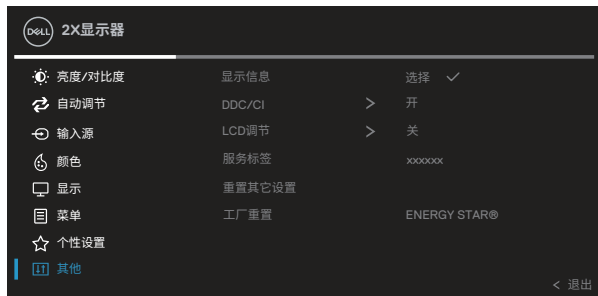 DELL 2X显示器
亮度/对比度 显示信息 选择
自动调节 DDC/CI > 开
输入源 LCD调节 > 关
颜色 服务标签 xxxxxx
显示 重置其它设置
菜单 工厂重置 ENERGY STAR®
个性设置
其他
< 退出